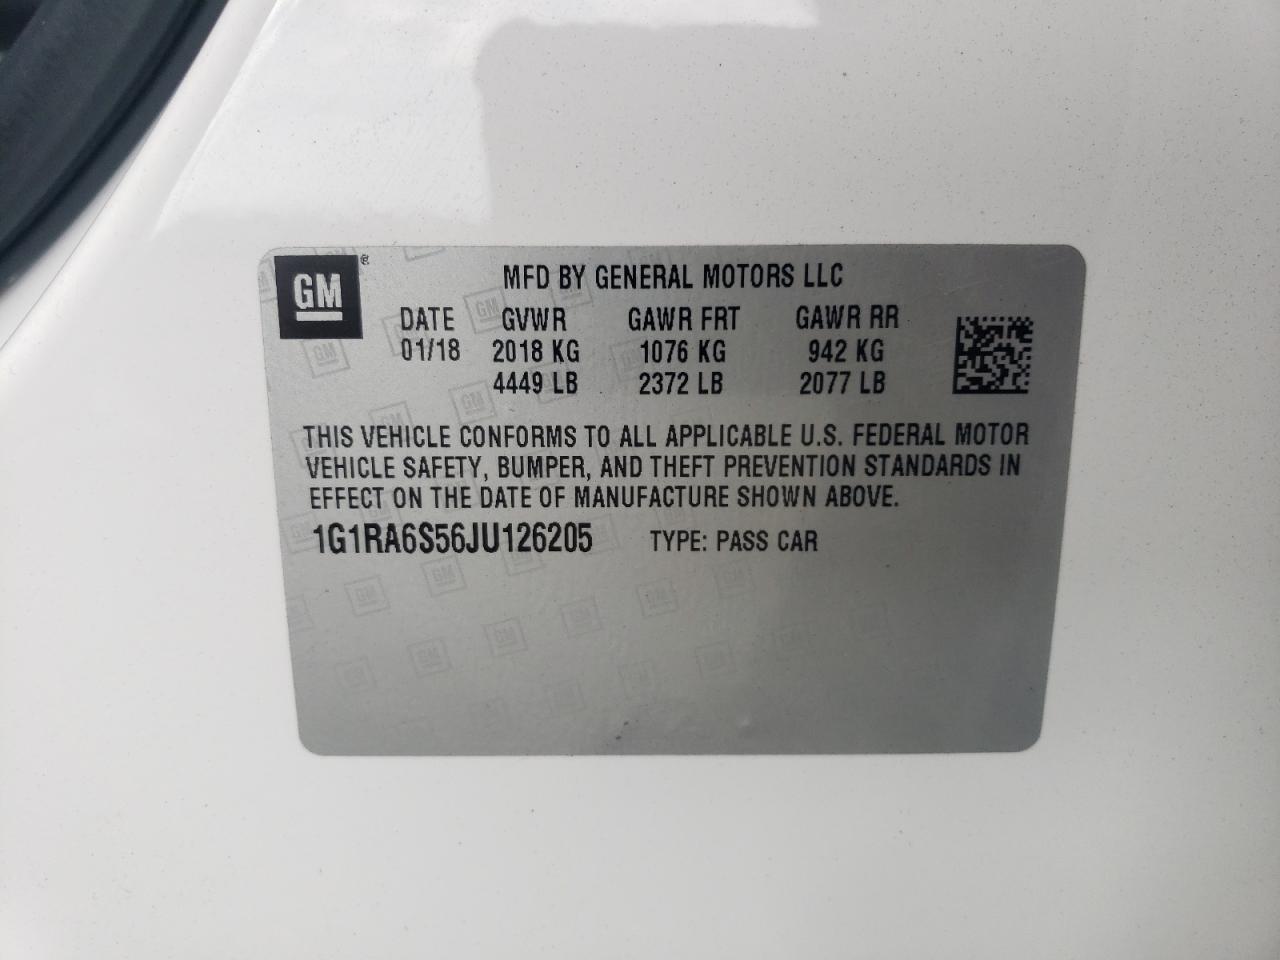 GM®
MFD BY GENERAL MOTORS LLC
DATE GVWR GAWR FRT GAWR RR
01/18 2018 KG 1076 KG 942 KG
4449 LB 2372 LB 2077 LB
THIS VEHICLE CONFORMS TO ALL APPLICABLE U.S. FEDERAL MOTOR
VEHICLE SAFETY, BUMPER, AND THEFT PREVENTION STANDARDS IN
EFFECT ON THE DATE OF MANUFACTURE SHOWN ABOVE.
1G1RA6S56JU126205 TYPE: PASS CAR